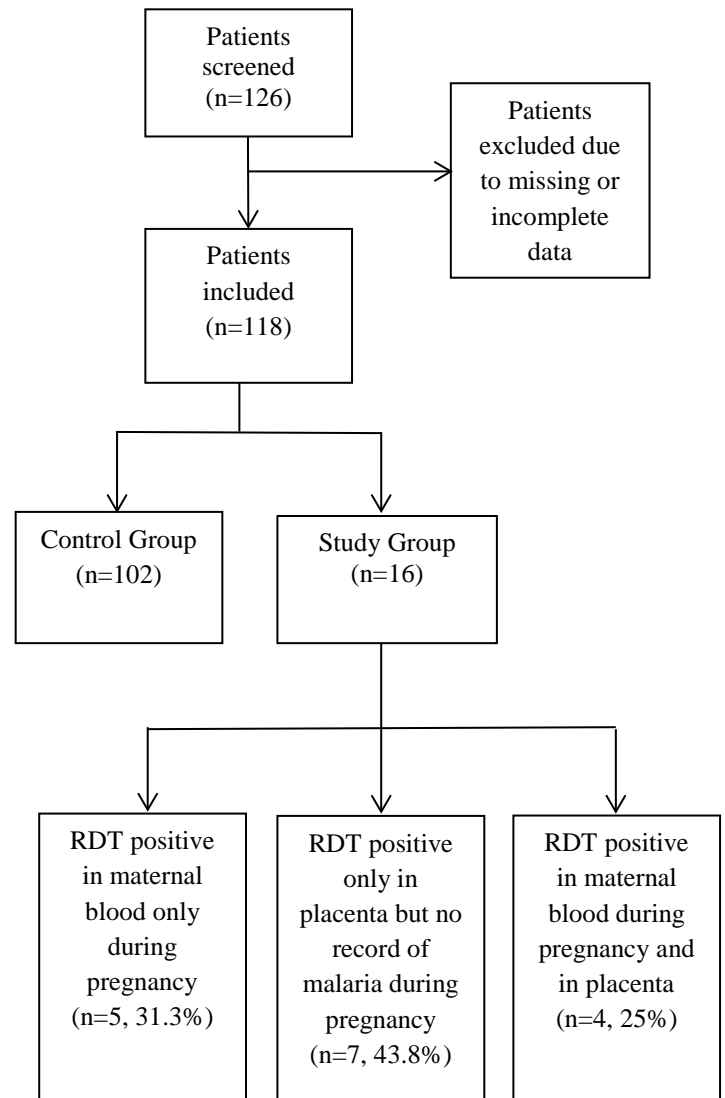 Patients
screened
(n=126)
Patients
excluded due
to missing or
incomplete
data
Patients
included
(n=118)
Control Group
(n=102)
Study Group
(n=16)
RDT positive
in maternal
blood only
during
pregnancy
(n=5, 31.3%)
RDT positive
only in
placenta but no
record of
malaria during
pregnancy
(n=7, 43.8%)
RDT positive
in maternal
blood during
pregnancy and
in placenta
(n=4, 25%)